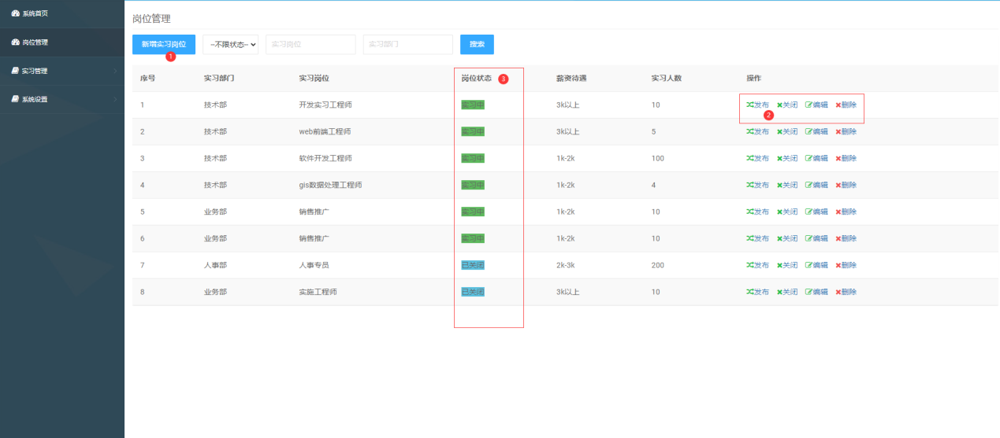 系统首页
岗位管理
实习管理
系统设置
岗位管理
新增实习岗位 --不限状态-- 实习岗位 实习部门 搜索
1
序号 实习部门 实习岗位 岗位状态 3 薪资待遇 实习人数 操作
1 技术部 开发实习工程师 实习中 3k以上 10 发布 关闭 编辑 删除
2
2 技术部 web前端工程师 实习中 3k以上 5 发布 关闭 编辑 删除
3 技术部 软件开发工程师 实习中 1k-2k 100 发布 关闭 编辑 删除
4 技术部 gis数据处理工程师 实习中 1k-2k 4 发布 关闭 编辑 删除
5 业务部 销售推广 实习中 1k-2k 10 发布 关闭 编辑 删除
6 业务部 销售推广 实习中 1k-2k 10 发布 关闭 编辑 删除
7 人事部 人事专员 已关闭 2k-3k 200 发布 关闭 编辑 删除
8 业务部 实施工程师 已关闭 3k以上 10 发布 关闭 编辑 删除